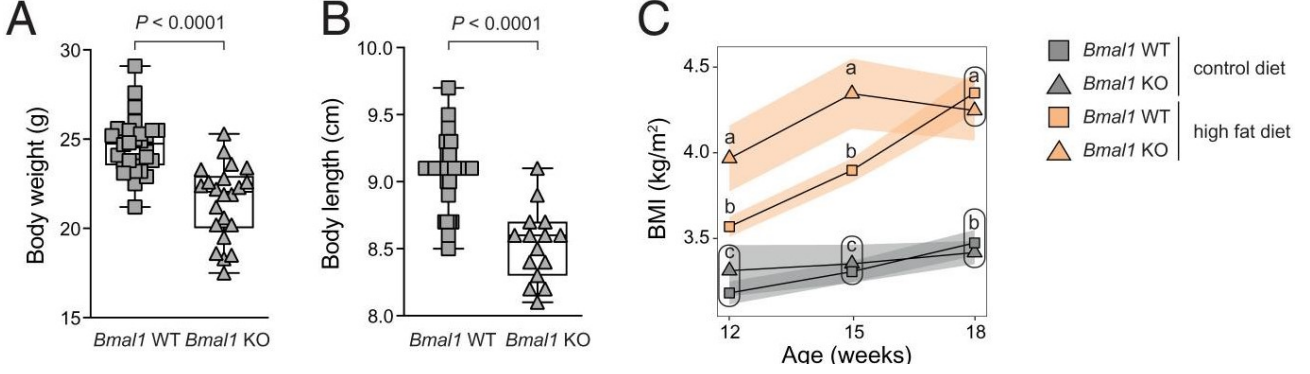 A
P < 0.0001
Body weight (g)
30
25
20
15
Bmal1 WT Bmal1 KO
B
P < 0.0001
Body length (cm)
10.0
9.5
9.0
8.5
8.0
Bmal1 WT Bmal1 KO
C
BMI (kg/m²)
4.5
4.0
3.5
a
a
a
b
b
c
c
b
12 15 18
Age (weeks)
Bmal1 WT
Bmal1 KO
control diet
Bmal1 WT
Bmal1 KO
high fat diet